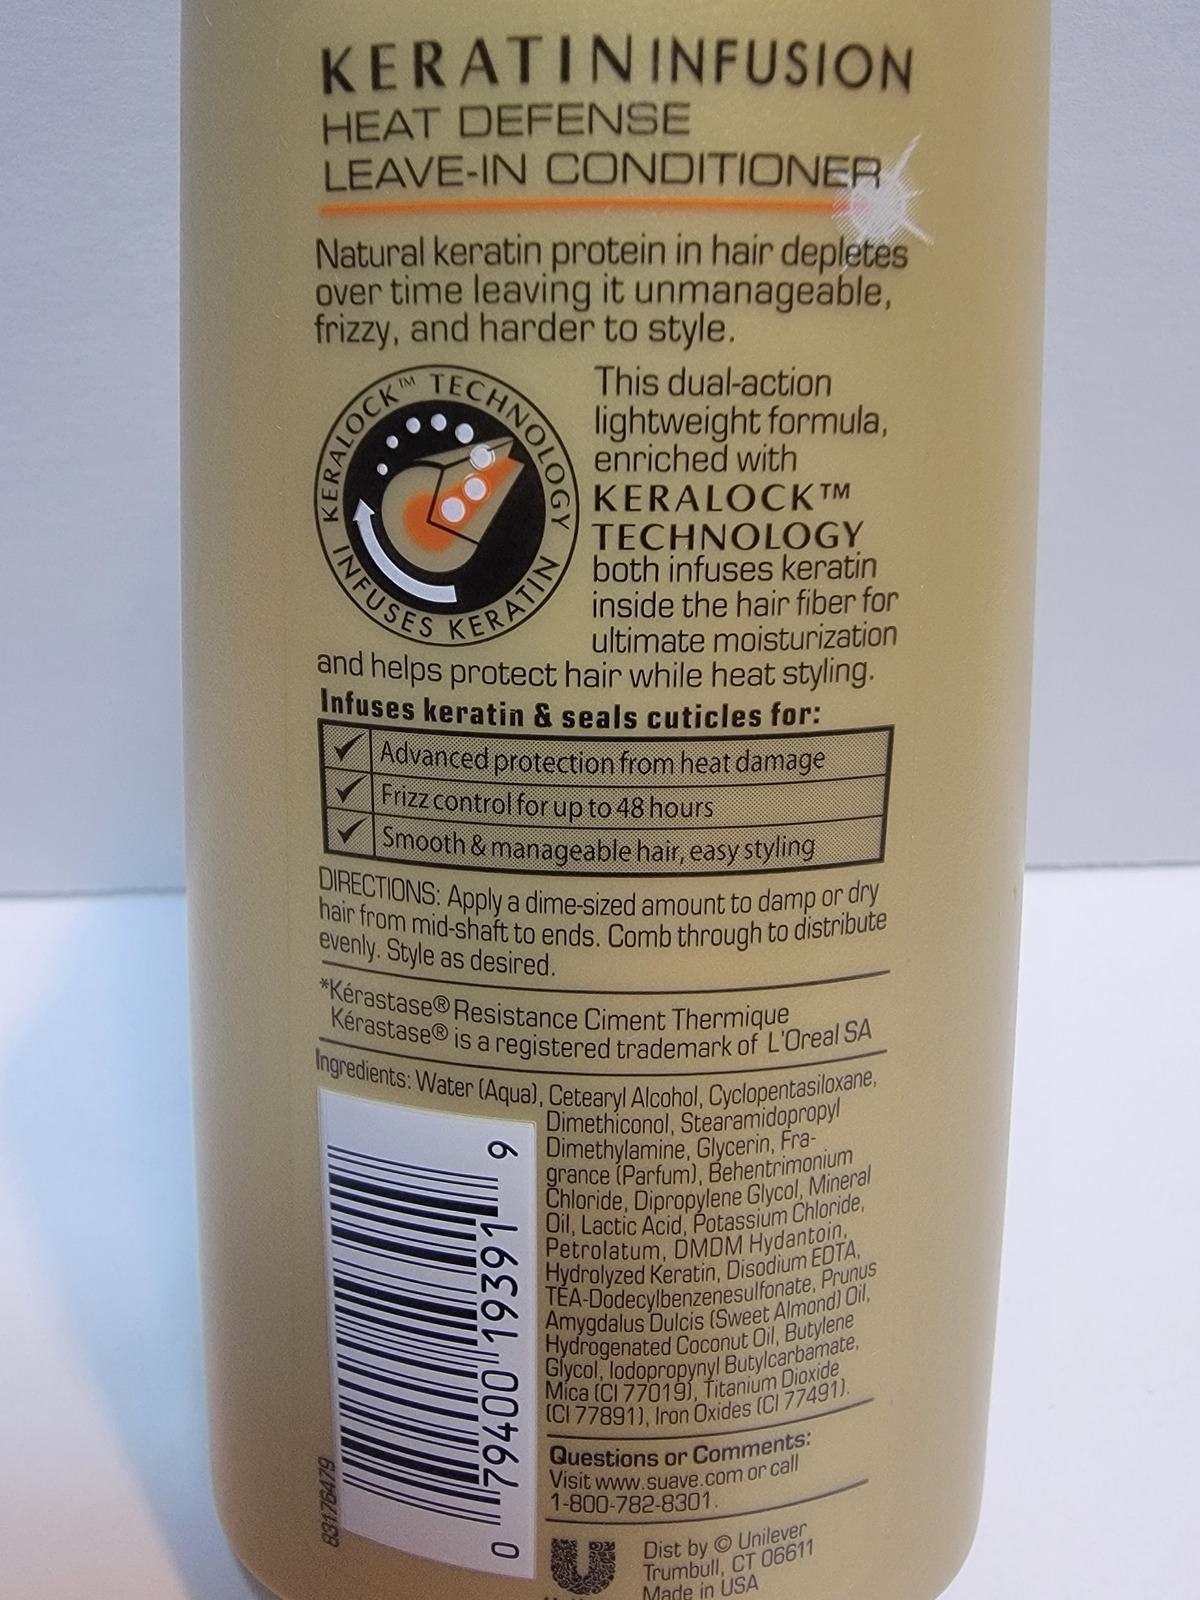 KERATIN INFUSION
HEAT DEFENSE
LEAVE-IN CONDITIONER
Natural keratin protein in hair depletes
over time leaving it unmanageable,
frizzy, and harder to style.
KERALOCK™ TECHNOLOGY
INFUSES KERATIN
This dual-action
lightweight formula,
enriched with
KERALOCK™
TECHNOLOGY
both infuses keratin
inside the hair fiber for
ultimate moisturization
and helps protect hair while heat styling.
Infuses keratin & seals cuticles for:
✓ Advanced protection from heat damage
✓ Frizz control for up to 48 hours
✓ Smooth & manageable hair, easy styling
DIRECTIONS: Apply a dime-sized amount to damp or dry
hair from mid-shaft to ends. Comb through to distribute
evenly. Style as desired.
*Kérastase® Resistance Ciment Thermique
Kérastase® is a registered trademark of L'Oreal SA
Ingredients: Water (Aqua), Cetearyl Alcohol, Cyclopentasiloxane,
Dimethiconol, Stearamidopropyl
Dimethylamine, Glycerin, Fra-
grance (Parfum), Behentrimonium
Chloride, Dipropylene Glycol, Mineral
Oil, Lactic Acid, Potassium Chloride,
Petrolatum, DMDM Hydantoin,
Hydrolyzed Keratin, Disodium EDTA,
TEA-Dodecylbenzenesulfonate, Prunus
Amygdalus Dulcis (Sweet Almond) Oil,
Hydrogenated Coconut Oil, Butylene
Glycol, Iodopropynyl Butylcarbamate,
Mica (CI 77019), Titanium Dioxide
(CI 77891), Iron Oxides (CI 77491).
0 79400 19391 9
83176479
Questions or Comments:
Visit www.suave.com or call
1-800-782-8301.
Dist by © Unilever
Trumbull, CT 06611
Made in USA